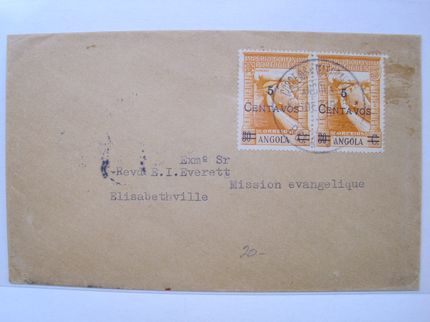 5
CENTAVOS
80 C.
ANGOLA
5
CENTAVOS
80 C.
ANGOLA
Exmº Sr
-Revd E.I.Everett
Mission evangelique
Elisabethville
20-